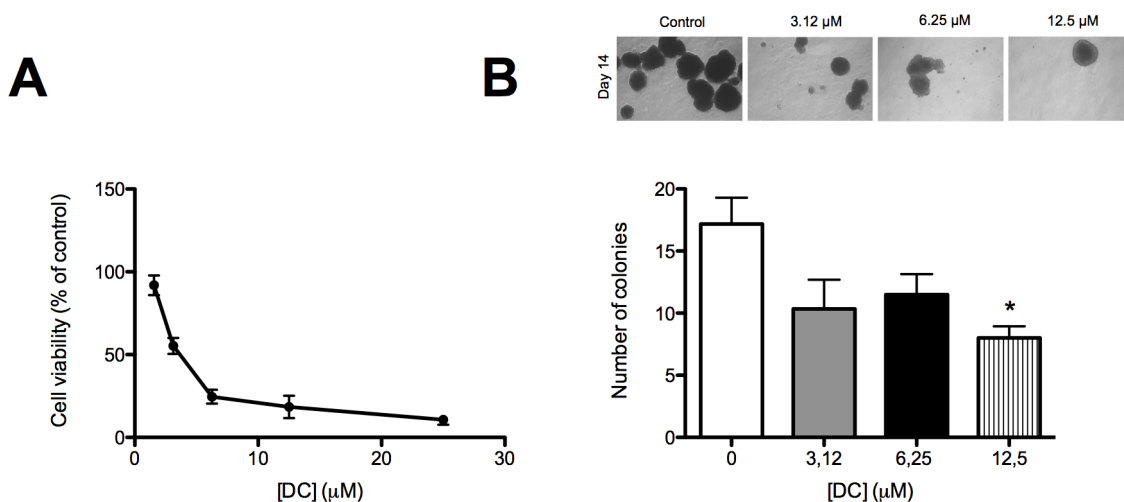 A
Cell viability (% of control)
150
100
50
0
0 10 20 30
[DC] (μM)
B
Control 3.12 μM 6.25 μM 12.5 μM
Day 14
Number of colonies
20
15
10
5
0
*
0 3,12 6,25 12,5
[DC] (μM)